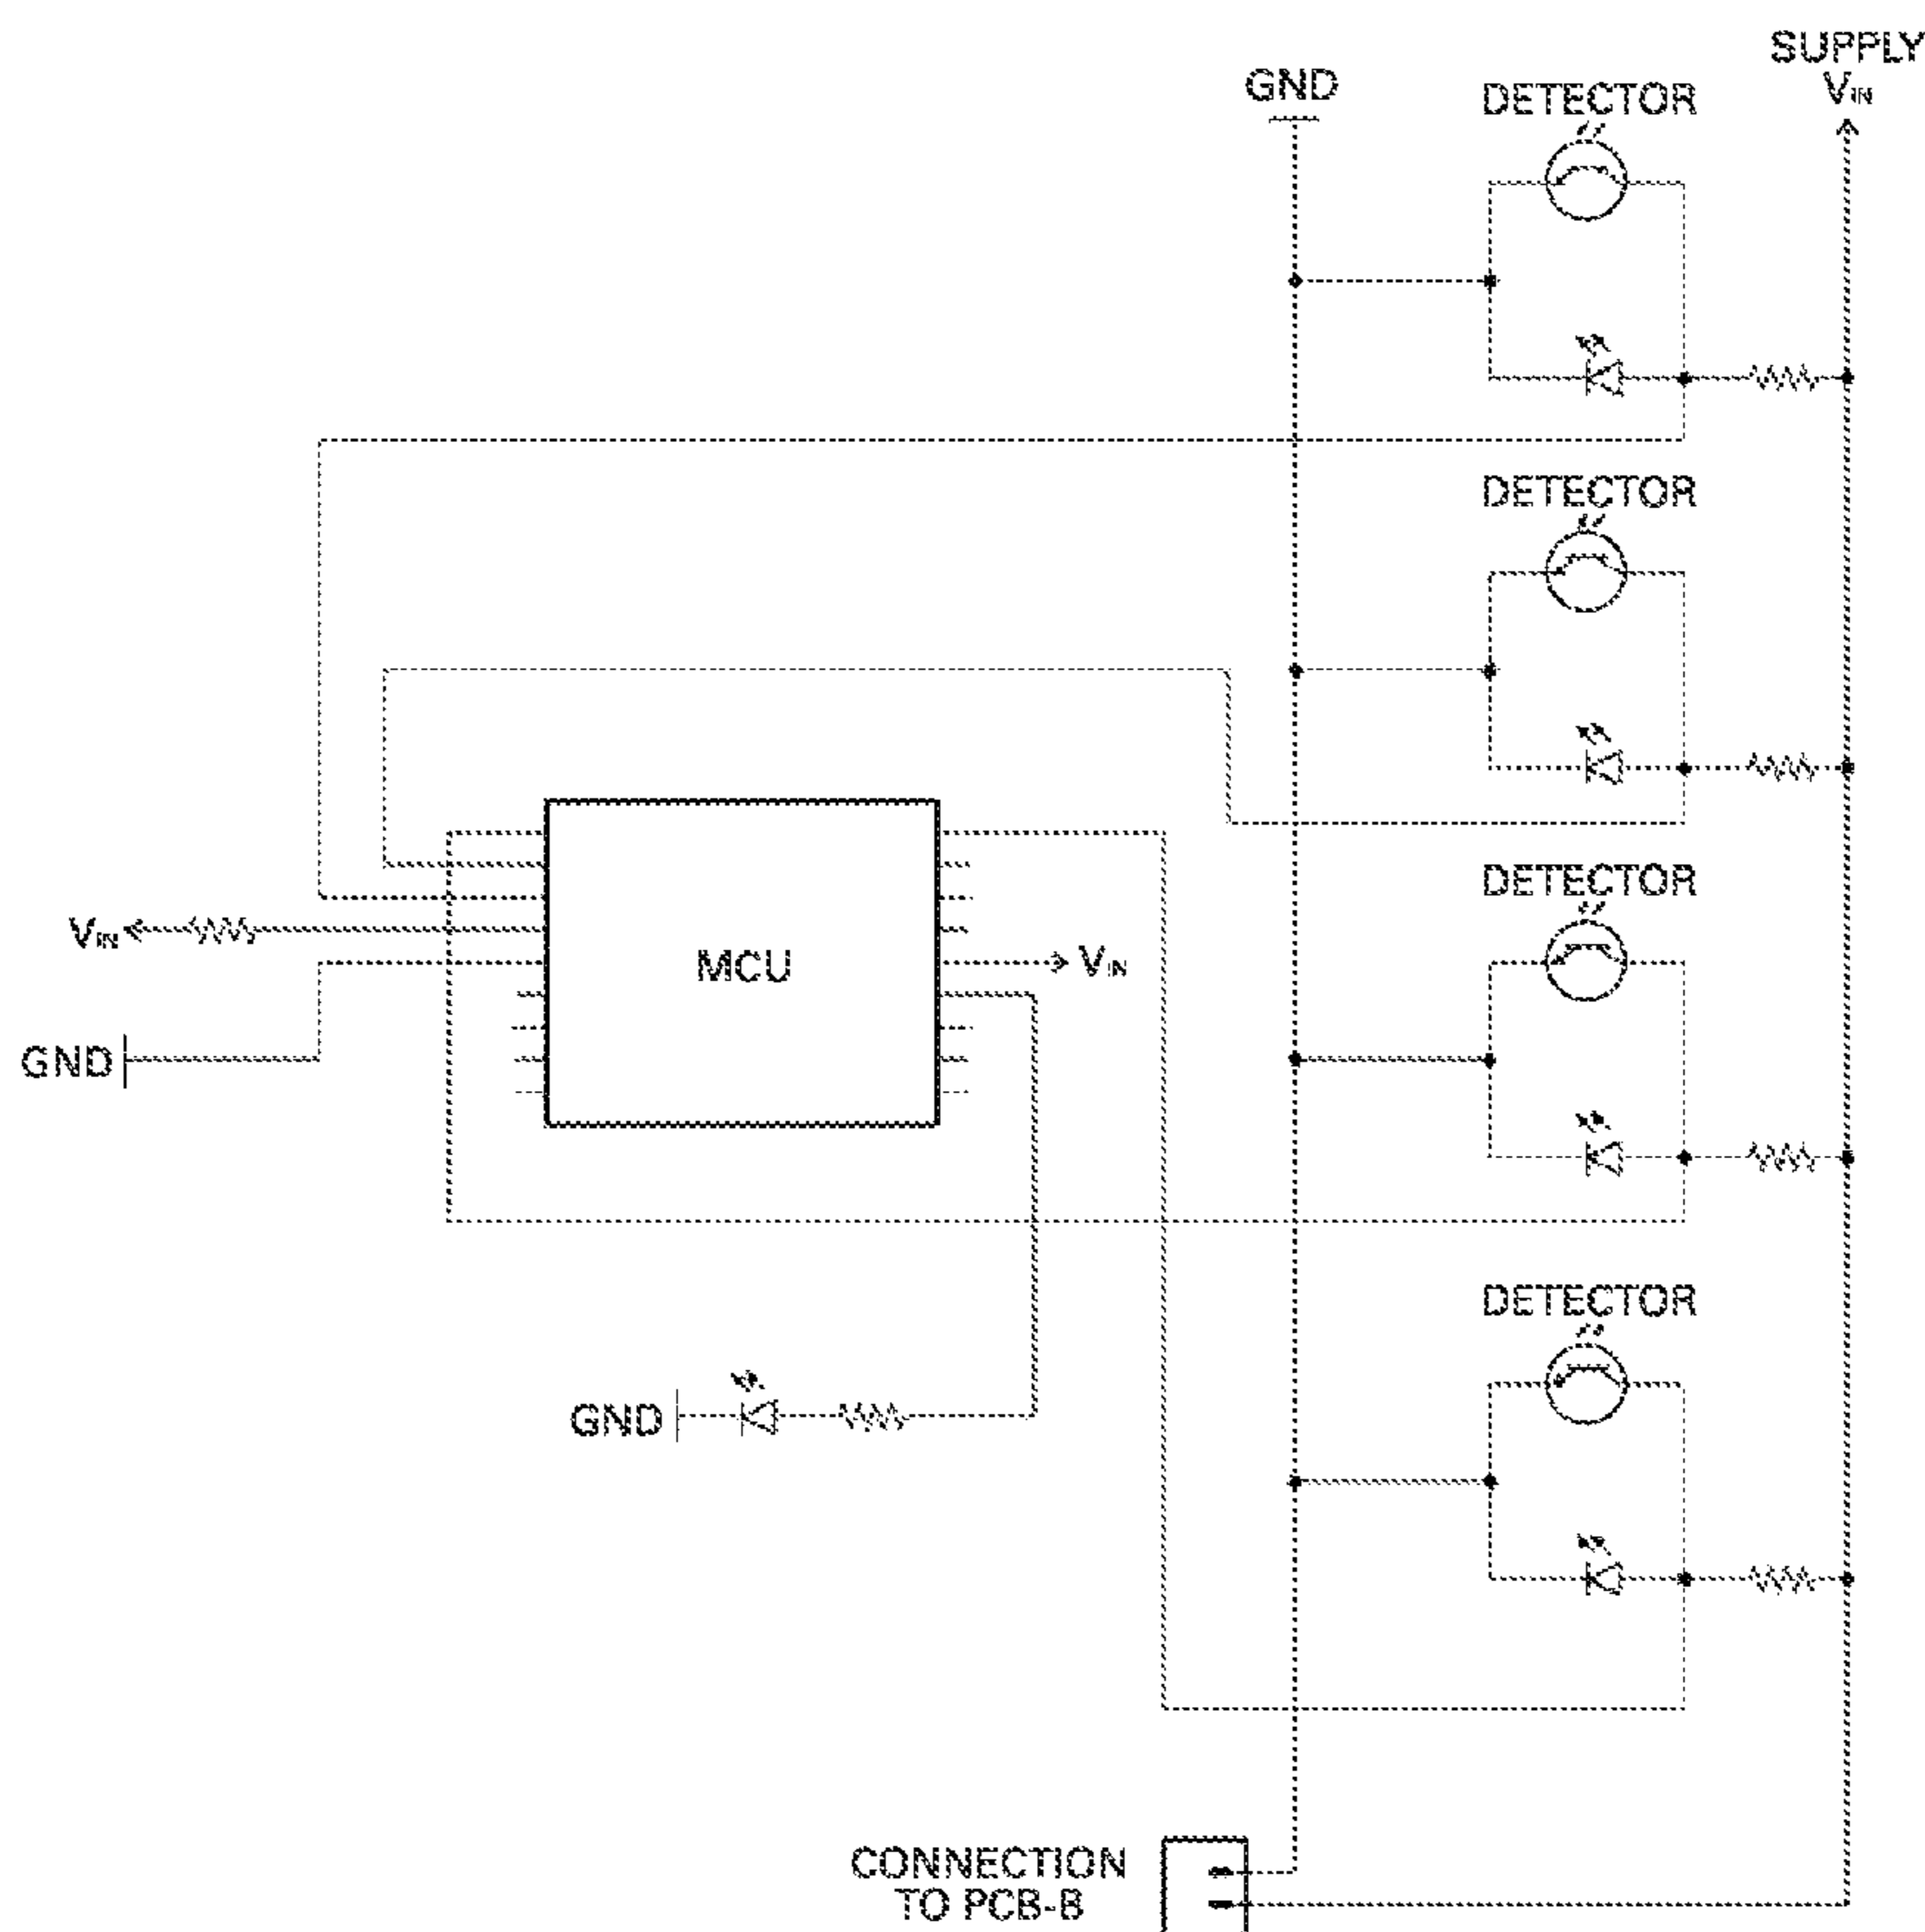 SUPPLY
VIN
GND
DETECTOR
DETECTOR
DETECTOR
VIN
MCU
VIN
GND
DETECTOR
GND
CONNECTION
TO PCB-B